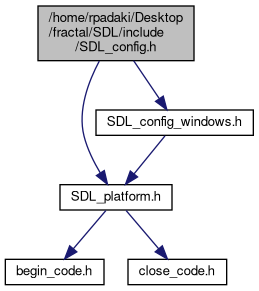 /home/rpadaki/Desktop
/fractal/SDL/include
/SDL_config.h
SDL_config_windows.h
SDL_platform.h
begin_code.h
close_code.h